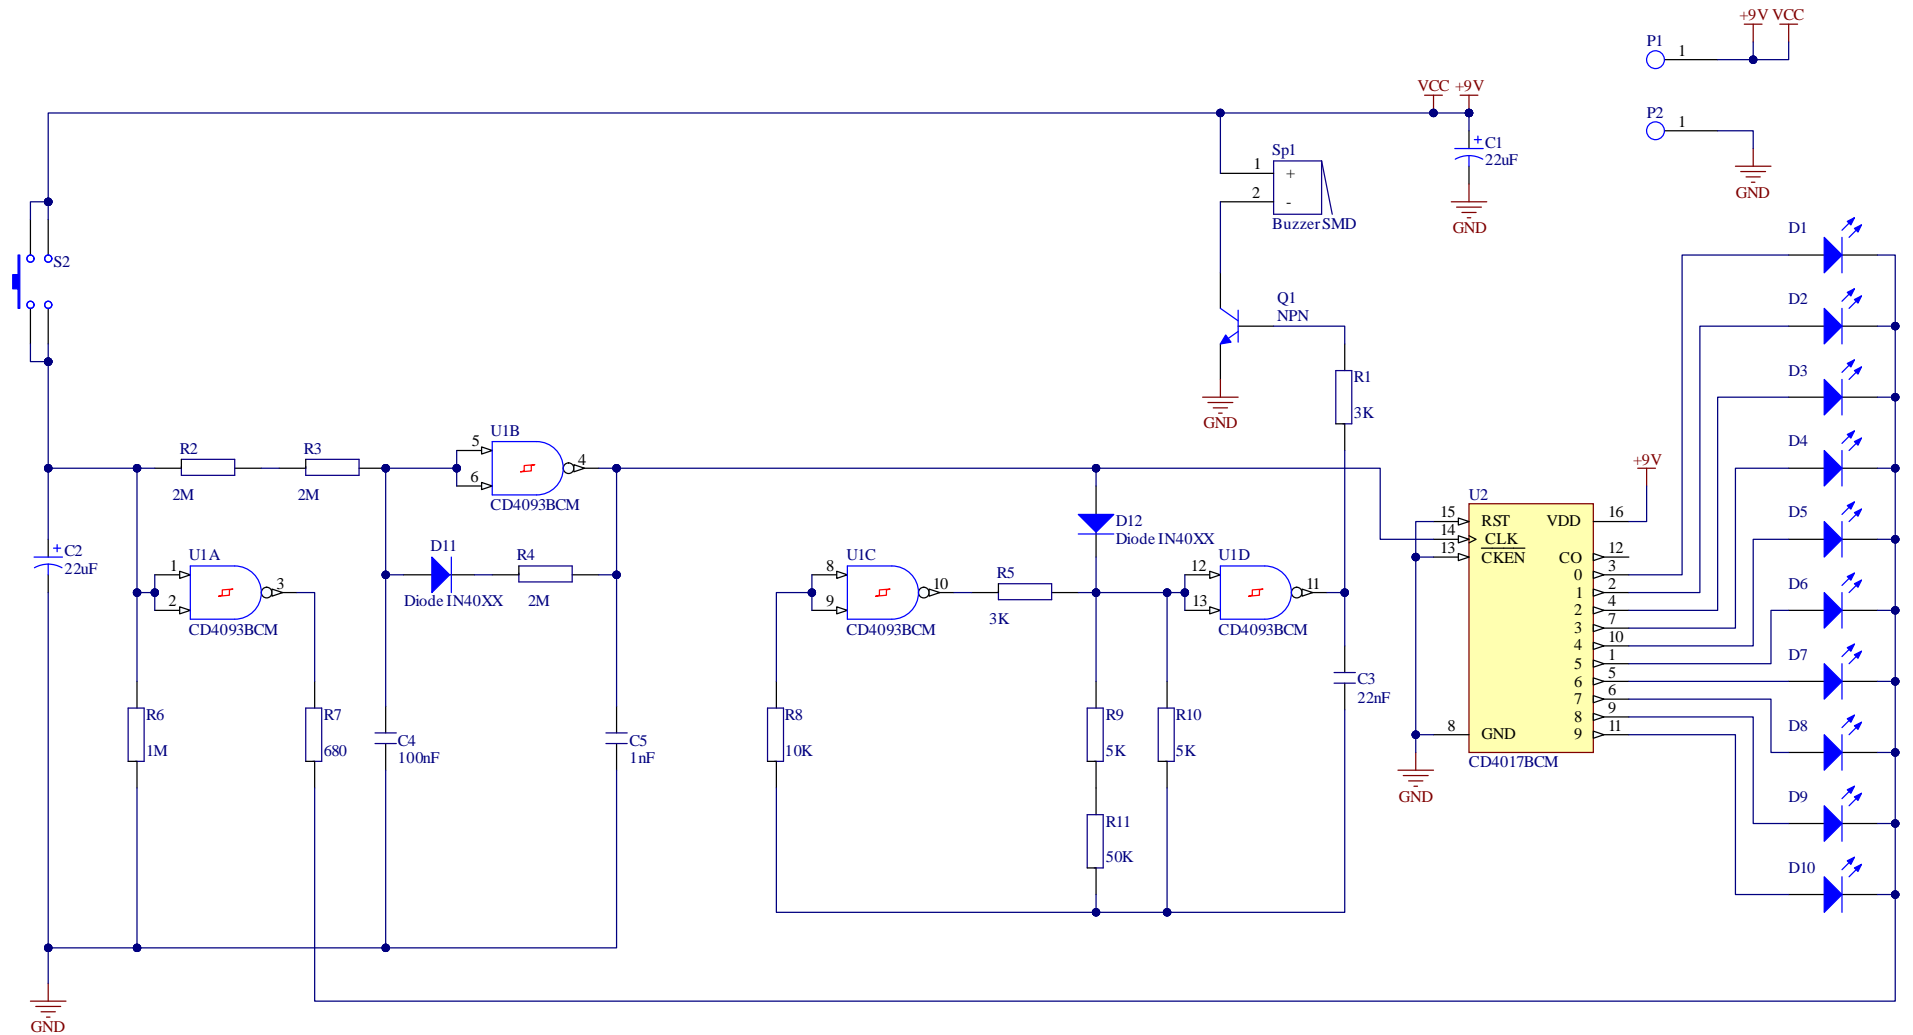 +9V VCC
P1
1
VCC +9V
P2
1
+
C1
22uF
Sp1
1
+
2
-
Buzzer SMD
GND
GND
S2
Q1
NPN
GND
R1
3K
D1
D2
D3
D4
D5
D6
D7
D8
D9
D10
R2
2M
R3
2M
U1B
5
6
4
CD4093BCM
+
C2
22uF
U1A
1
2
3
CD4093BCM
D11
Diode IN40XX
R4
2M
D12
Diode IN40XX
U1C
8
9
10
CD4093BCM
R5
3K
U1D
12
13
11
CD4093BCM
R6
1M
R7
680
C4
100nF
C5
1nF
R8
10K
R9
5K
R10
5K
R11
50K
C3
22nF
+9V
U2
15
RST
14
CLK
13
CKEN
8
GND
VDD
16
CO
12
0
3
1
2
2
4
3
7
4
10
5
1
6
5
7
6
8
9
9
11
CD4017BCM
GND
GND